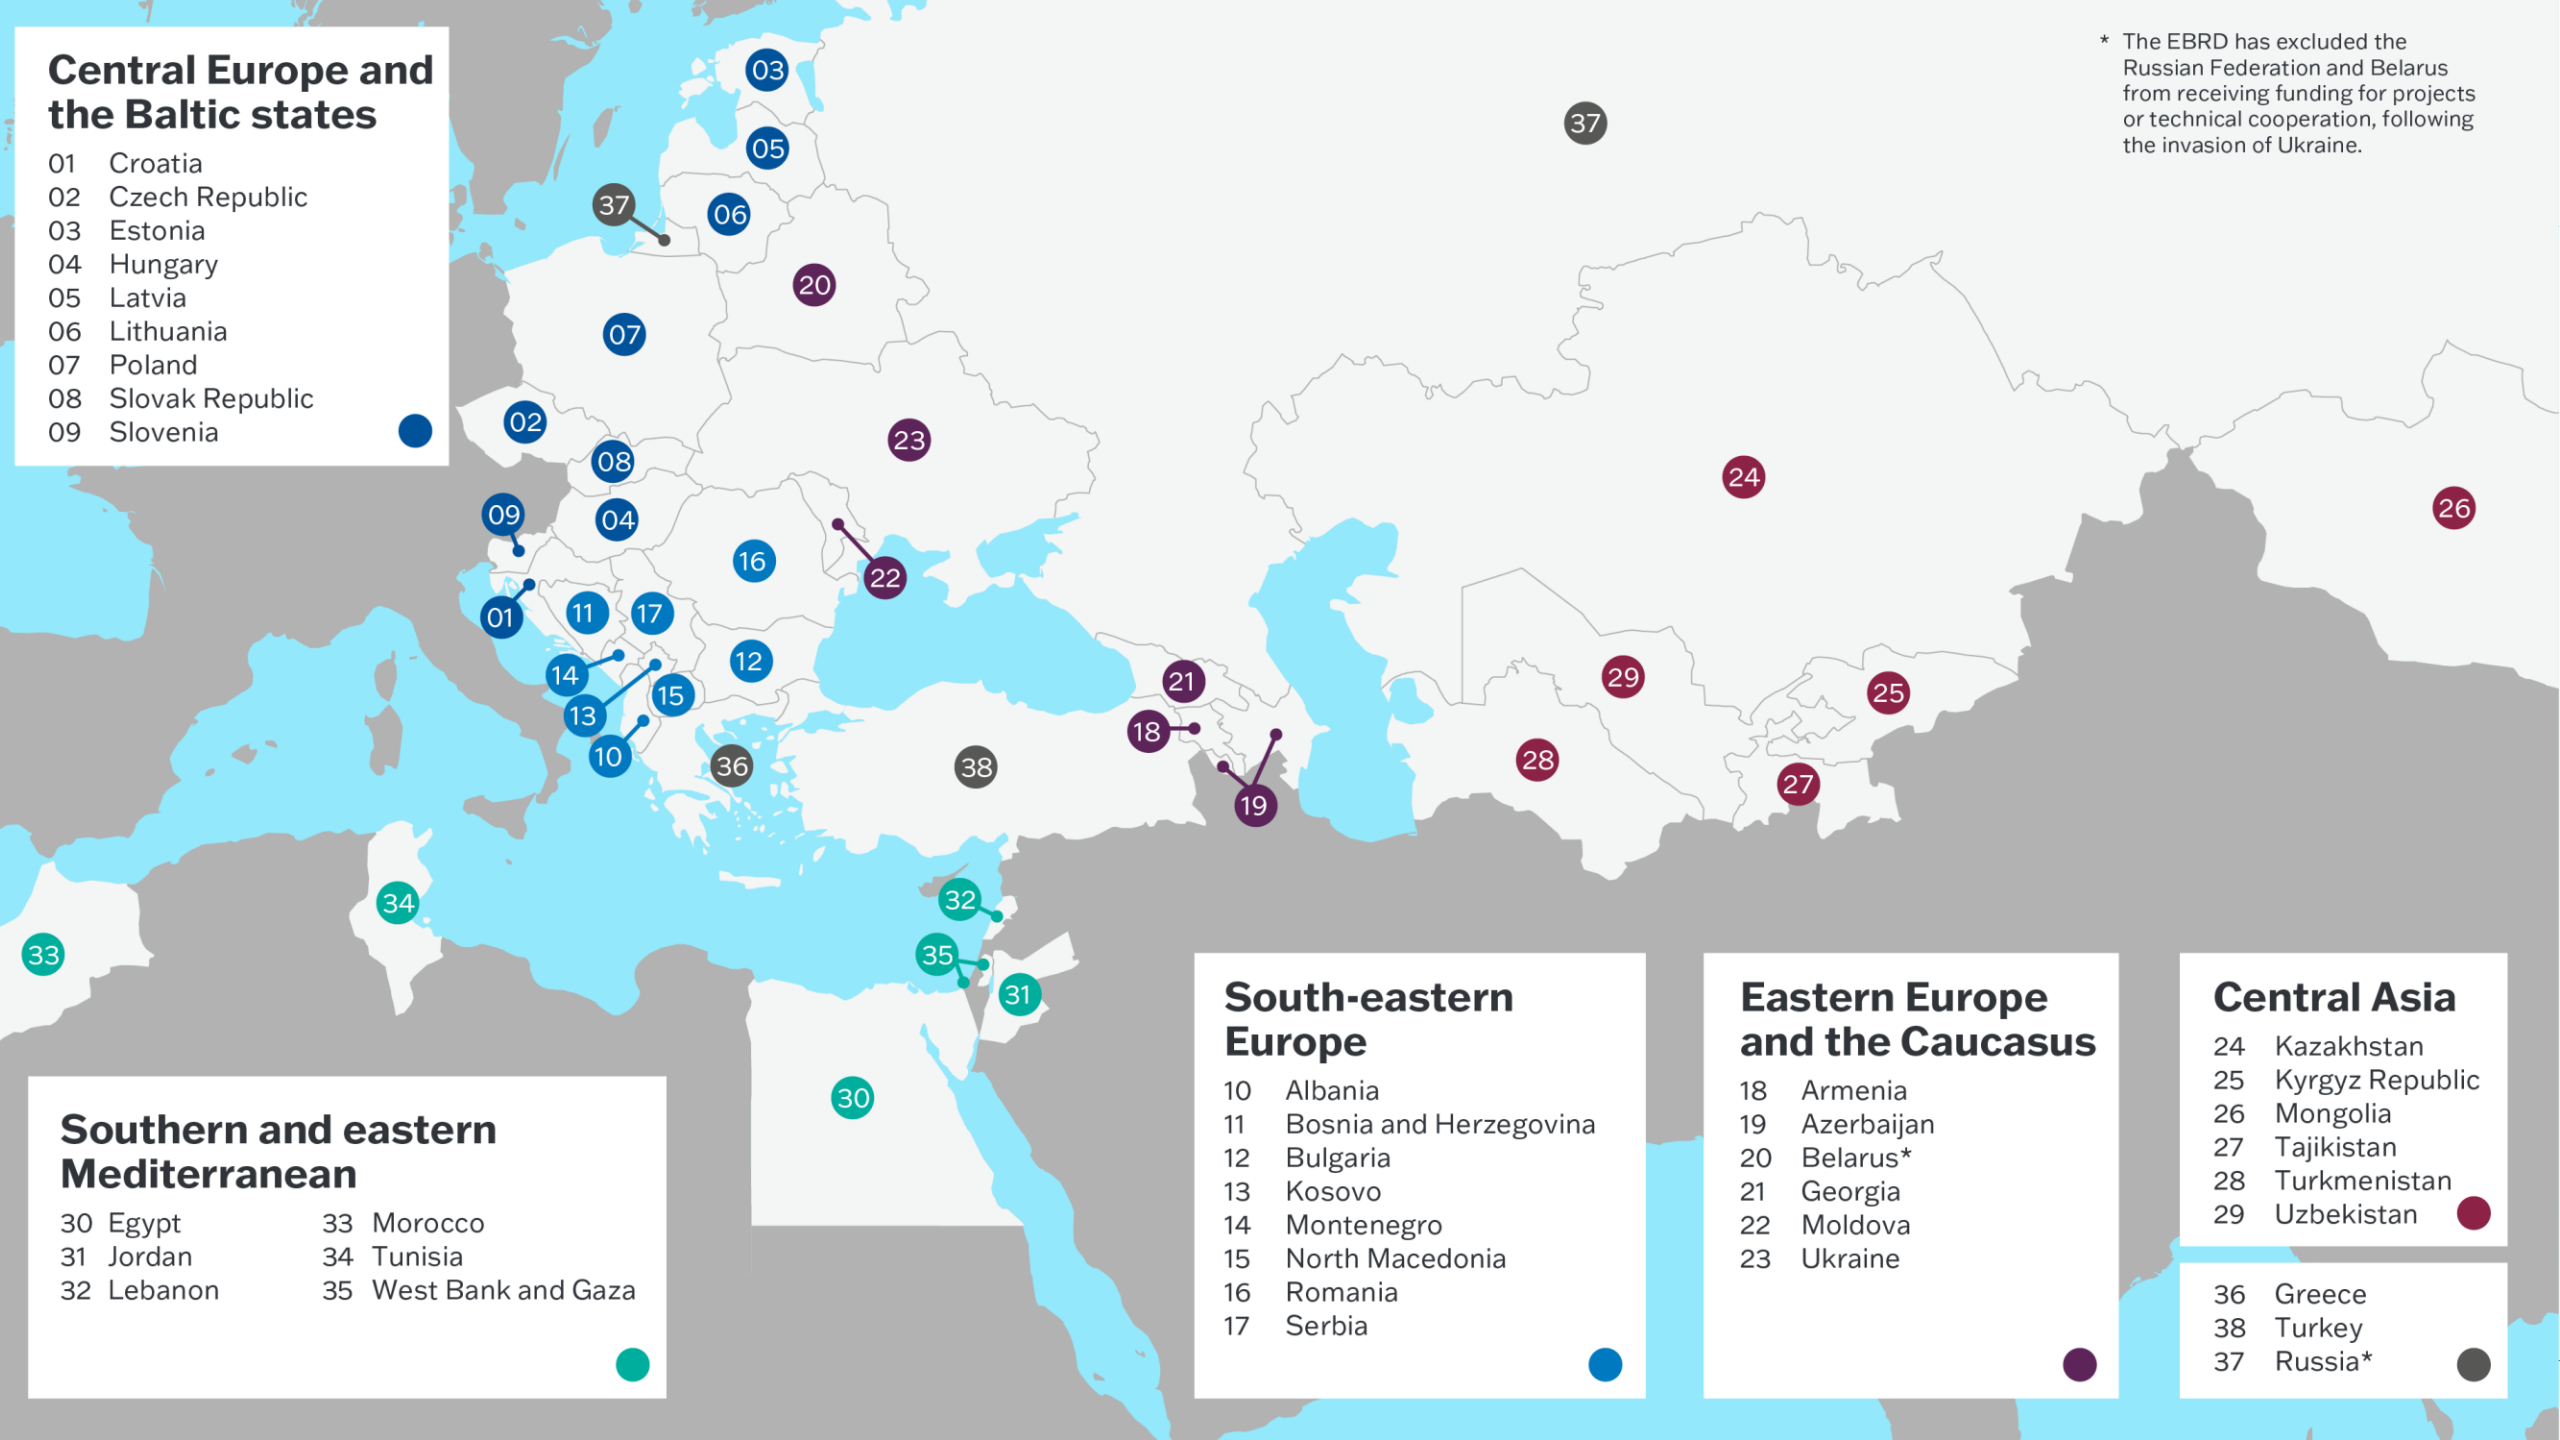 Central Europe and
the Baltic states
01 Croatia
02 Czech Republic
03 Estonia
04 Hungary
05 Latvia
06 Lithuania
07 Poland
08 Slovak Republic
09 Slovenia
* The EBRD has excluded the
Russian Federation and Belarus
from receiving funding for projects
or technical cooperation, following
the invasion of Ukraine.
03
37
05
37
06
20
07
02
23
08
24
26
09
04
16
22
01
11
17
12
14
21
29
25
15
13
18
10
36
38
28
27
19
32
34
33
35
31
30
Southern and eastern
Mediterranean
30 Egypt
31 Jordan
32 Lebanon
33 Morocco
34 Tunisia
35 West Bank and Gaza
South-eastern
Europe
10 Albania
11 Bosnia and Herzegovina
12 Bulgaria
13 Kosovo
14 Montenegro
15 North Macedonia
16 Romania
17 Serbia
Eastern Europe
and the Caucasus
18 Armenia
19 Azerbaijan
20 Belarus*
21 Georgia
22 Moldova
23 Ukraine
Central Asia
24 Kazakhstan
25 Kyrgyz Republic
26 Mongolia
27 Tajikistan
28 Turkmenistan
29 Uzbekistan
36 Greece
38 Turkey
37 Russia*